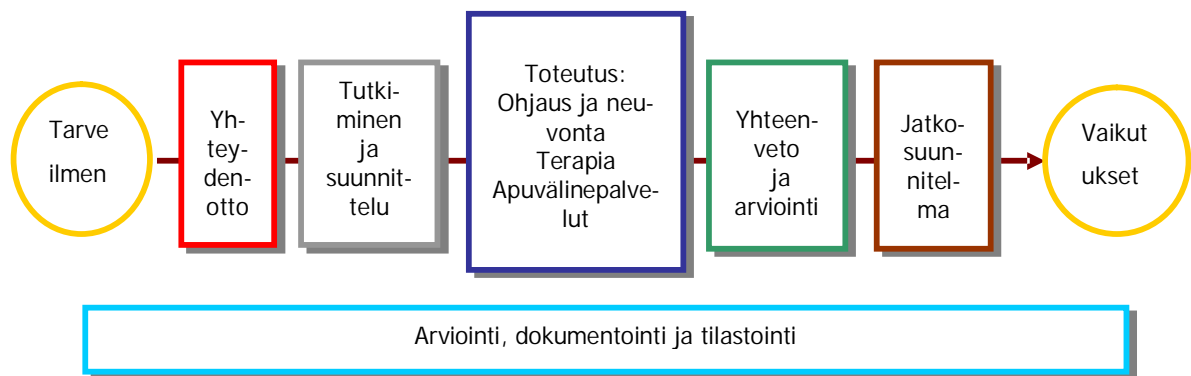 Tarve
ilmen
Yh-
tey-
den-
otto
Tutki-
minen
ja
suunnit-
telu
Toteutus:
Ohjaus ja neu-
vonta
Terapia
Apuvälinepalve-
lut
Yhteen-
veto
ja
arviointi
Jatko-
suun-
nitel-
ma
Vaikut
ukset
Arviointi, dokumentointi ja tilastointi